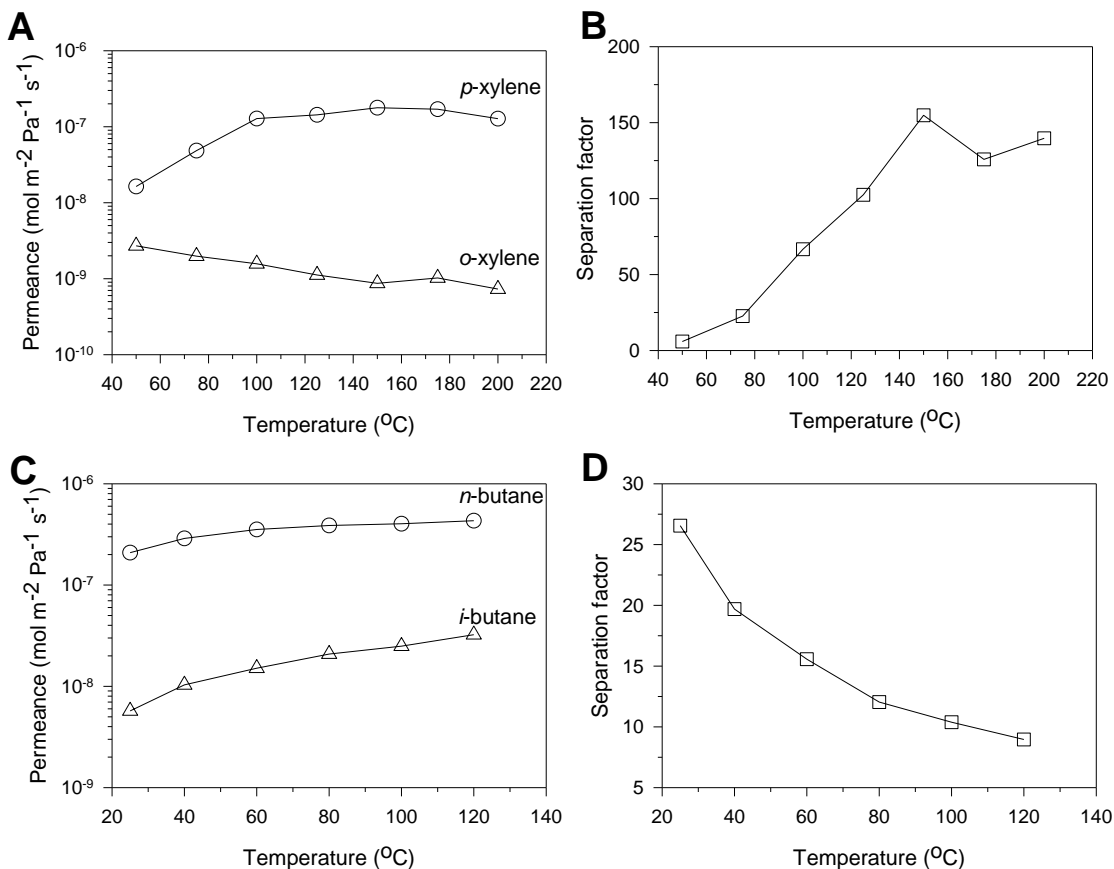 A
Permeance (mol m-2 Pa-1 s-1)
10-6
10-7
10-8
10-9
10-10
p-xylene
o-xylene
40 60 80 100 120 140 160 180 200 220
Temperature (OC)
B
Separation factor
200
150
100
50
0
40 60 80 100 120 140 160 180 200 220
Temperature (OC)
C
Permeance (mol m-2 Pa-1 s-1)
10-6
10-7
10-8
10-9
n-butane
i-butane
20 40 60 80 100 120 140
Temperature (OC)
D
Separation factor
30
25
20
15
10
5
20 40 60 80 100 120 140
Temperature (OC)